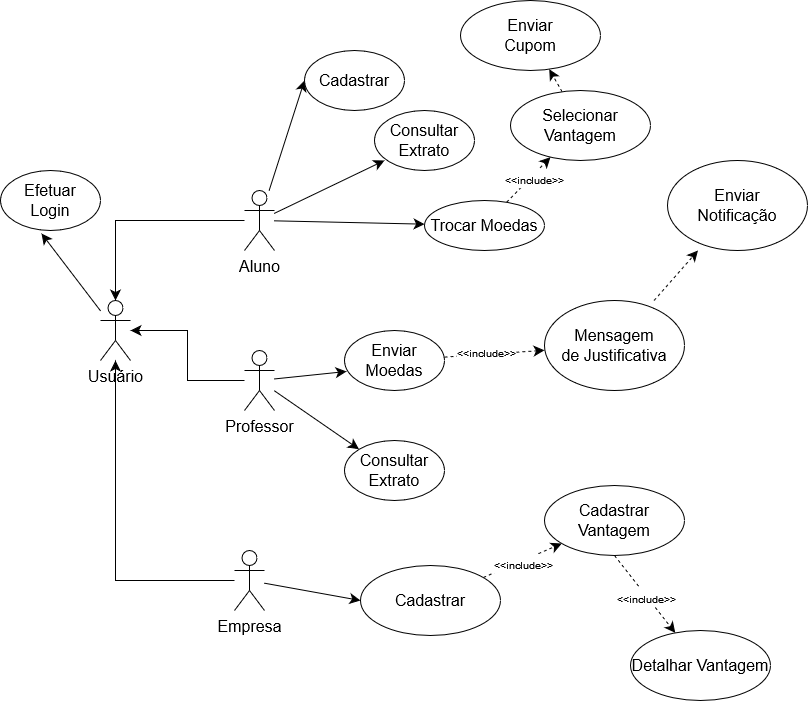 Enviar
Cupom
Cadastrar
Selecionar
Vantagem
Consultar
Extrato
<<include>>
Efetuar
Login
Enviar
Notificação
Trocar Moedas
Aluno
Mensagem
de Justificativa
Enviar
Moedas
<<include>>
Usuário
Professor
Consultar
Extrato
Cadastrar
Vantagem
<<include>>
Cadastrar
<<include>>
Empresa
Detalhar Vantagem